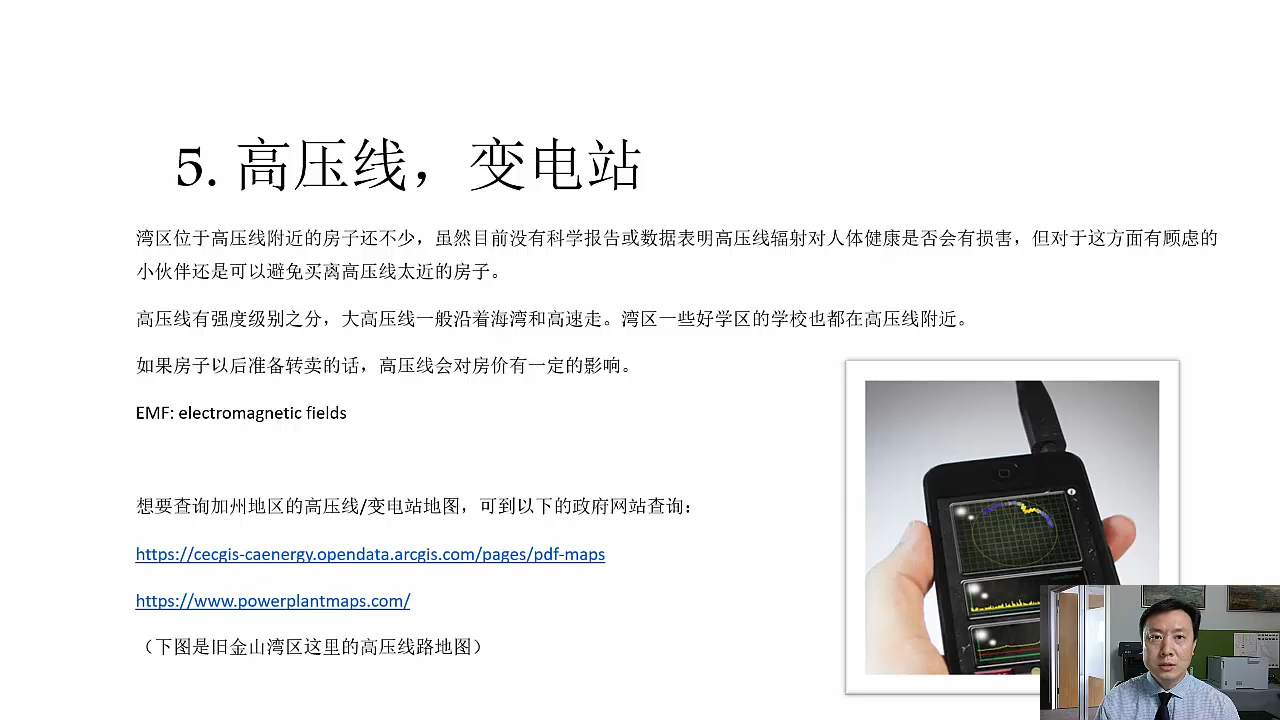 5. 高压线，变电站
湾区位于高压线附近的房子还不少，虽然目前没有科学报告或数据表明高压线辐射对人体健康是否会有损害，但对于这方面有顾虑的
小伙伴还是可以避免买离高压线太近的房子。
高压线有强度级别之分，大高压线一般沿着海湾和高速走。湾区一些好学区的学校也都在高压线附近。
如果房子以后准备转卖的话，高压线会对房价有一定的影响。
EMF: electromagnetic fields
想要查询加州地区的高压线/变电站地图，可到以下的政府网站查询：
https://cecgis-caenergy.opendata.arcgis.com/pages/pdf-maps
https://www.powerplantmaps.com/
（下图是旧金山湾区这里的高压线路地图）